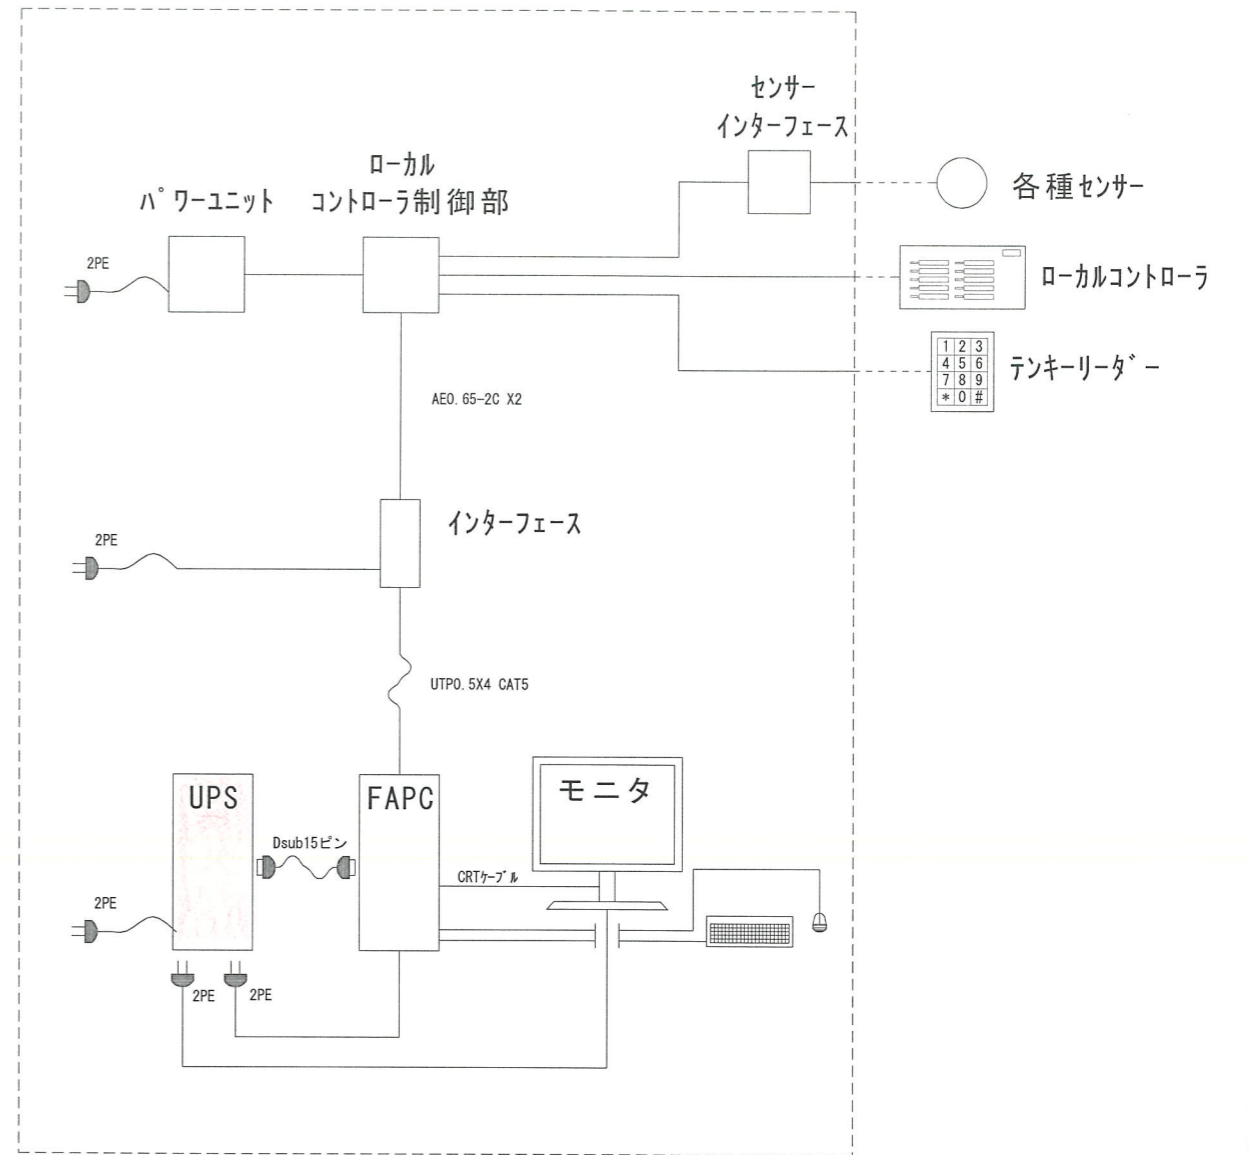 センサー
インターフェース
各種センサー
ローカル
コントローラ制御部
パワーユニット
2PE
ローカルコントローラ
1 2 3
4 5 6
7 8 9
* 0 #
テンキーリーダー
AE0.65-2C X2
インターフェース
2PE
UTP0.5X4 CAT5
UPS
FAPC
モニタ
Dsub15ピン
CRTケーブル
2PE
2PE
2PE